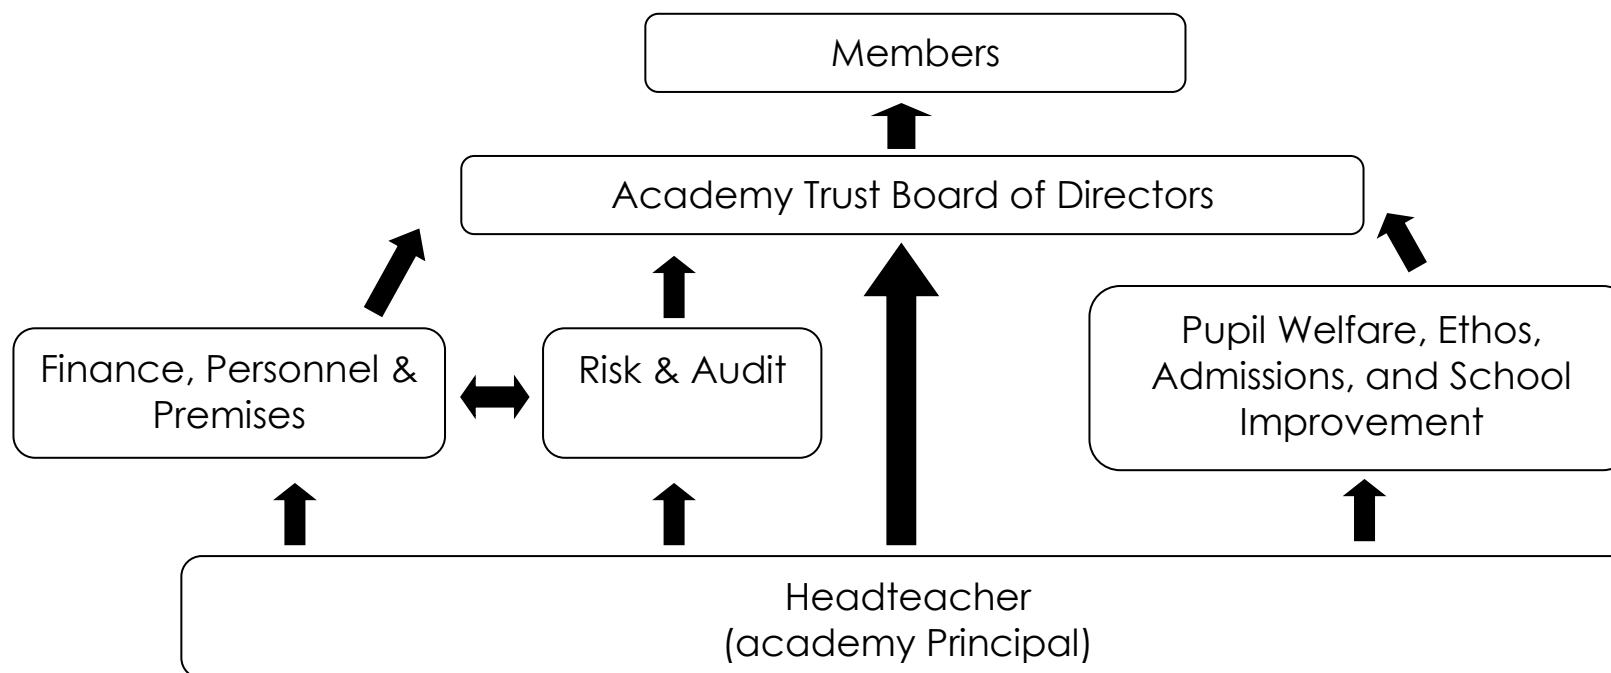 Members
Academy Trust Board of Directors
Finance, Personnel &
Premises
Risk & Audit
Pupil Welfare, Ethos,
Admissions, and School
Improvement
Headteacher
(academy Principal)